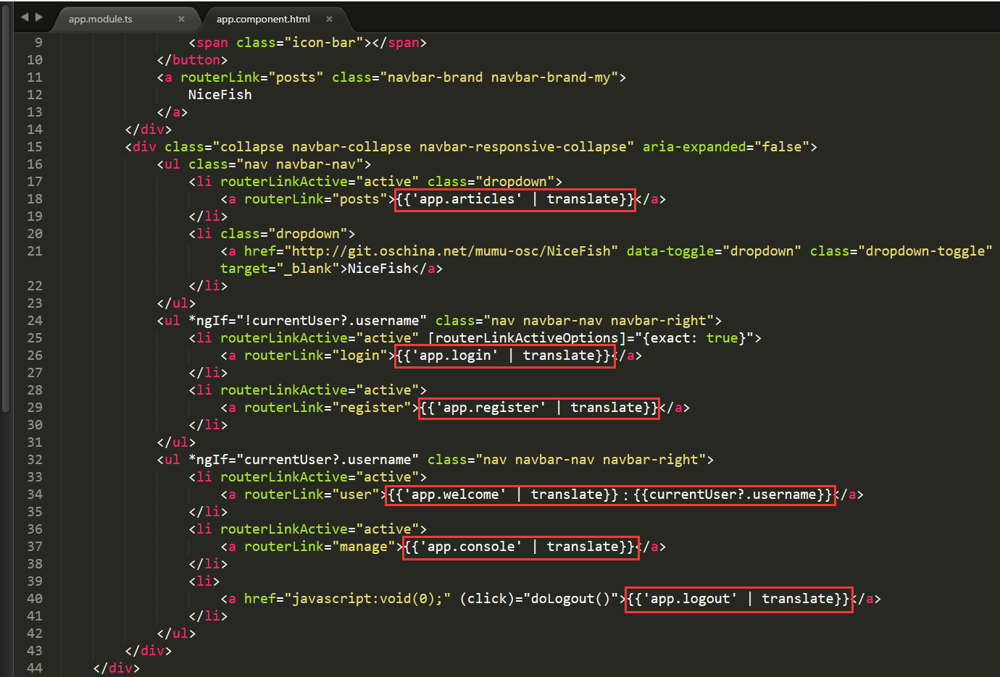 app.module.ts × app.component.html ×
9 <span class="icon-bar"></span>
10 </button>
11 <a routerLink="posts" class="navbar-brand navbar-brand-my">
12 NiceFish
13 </a>
14 </div>
15 <div class="collapse navbar-collapse navbar-responsive-collapse" aria-expanded="false">
16 <ul class="nav navbar-nav">
17 <li routerLinkActive="active" class="dropdown">
18 <a routerLink="posts">{{'app.articles' | translate}}</a>
19 </li>
20 <li class="dropdown">
21 <a href="http://git.oschina.net/mumu-osc/NiceFish" data-toggle="dropdown" class="dropdown-toggle"
target="_blank">NiceFish</a>
22 </li>
23 </ul>
24 <ul *ngIf="!currentUser?.username" class="nav navbar-nav navbar-right">
25 <li routerLinkActive="active" [routerLinkActiveOptions]="{exact: true}">
26 <a routerLink="login">{{'app.login' | translate}}</a>
27 </li>
28 <li routerLinkActive="active">
29 <a routerLink="register">{{'app.register' | translate}}</a>
30 </li>
31 </ul>
32 <ul *ngIf="currentUser?.username" class="nav navbar-nav navbar-right">
33 <li routerLinkActive="active">
34 <a routerLink="user">{{'app.welcome' | translate}}：{{currentUser?.username}}</a>
35 </li>
36 <li routerLinkActive="active">
37 <a routerLink="manage">{{'app.console' | translate}}</a>
38 </li>
39 <li>
40 <a href="javascript:void(0);" (click)="doLogout()">{{'app.logout' | translate}}</a>
41 </li>
42 </ul>
43 </div>
44 </div>